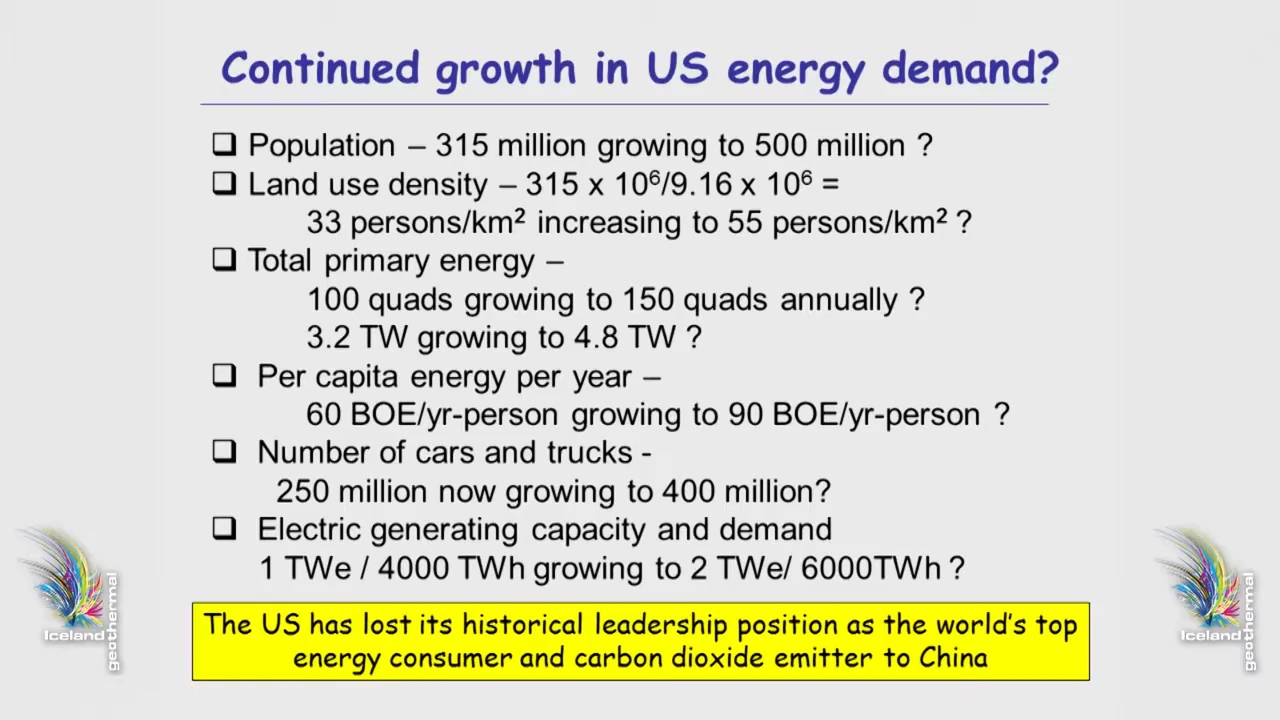 Continued growth in US energy demand?
❑ Population – 315 million growing to 500 million ?
❑ Land use density – 315 x 10⁶/9.16 x 10⁶ =
33 persons/km² increasing to 55 persons/km² ?
❑ Total primary energy –
100 quads growing to 150 quads annually ?
3.2 TW growing to 4.8 TW ?
❑ Per capita energy per year –
60 BOE/yr-person growing to 90 BOE/yr-person ?
❑ Number of cars and trucks -
250 million now growing to 400 million?
❑ Electric generating capacity and demand
1 TWe / 4000 TWh growing to 2 TWe/ 6000TWh ?
The US has lost its historical leadership position as the world's top
energy consumer and carbon dioxide emitter to China
Iceland
geothermal
Iceland
geothermal